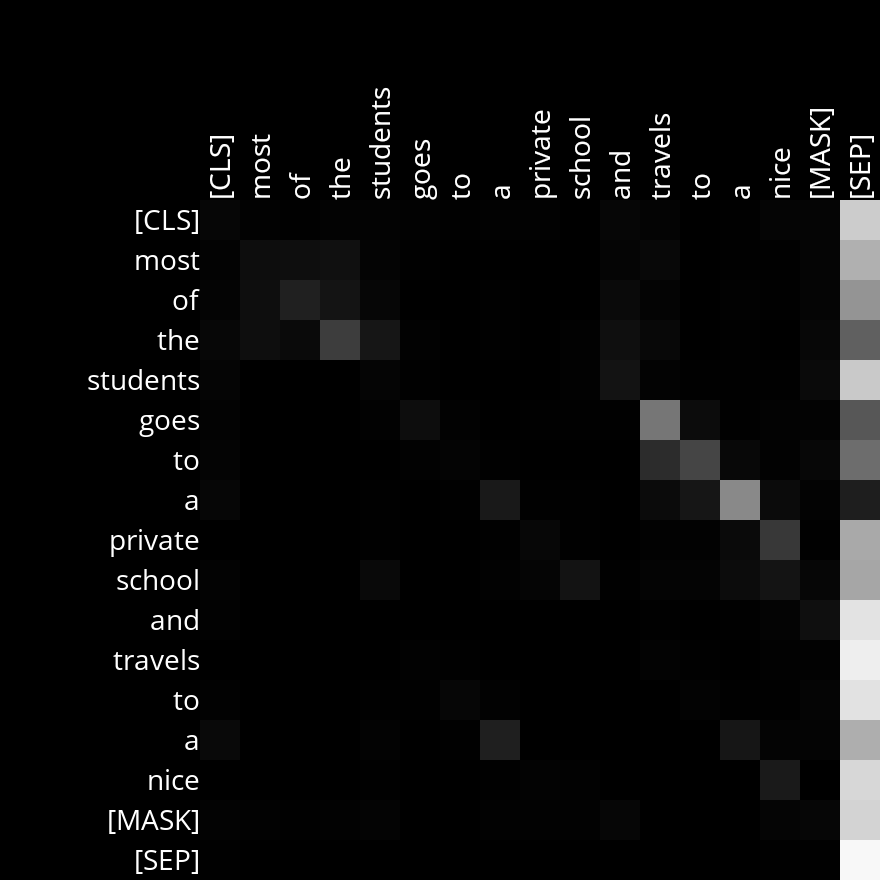 [CLS] most of the students goes to a private school and travels to a nice [MASK] [SEP]
[CLS]
most
of
the
students
goes
to
a
private
school
and
travels
to
a
nice
[MASK]
[SEP]